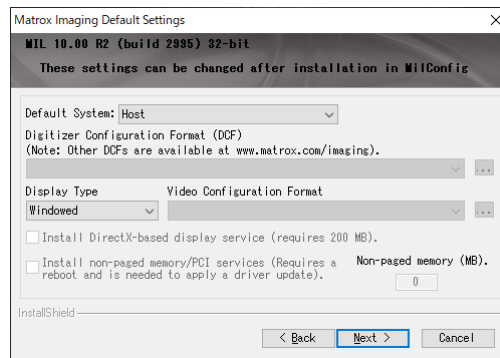 Matrox Imaging Default Settings
MIL 10.00 R2 (build 2995) 32-bit
These settings can be changed after installation in MilConfig
Default System: Host
Digitizer Configuration Format (DCF)
(Note: Other DCFs are available at www.matrox.com/imaging).
...
Display Type Video Configuration Format
Windowed ...
Install DirectX-based display service (requires 200 MB).
Install non-paged memory/PCI services (Requires a Non-paged memory (MB).
reboot and is needed to apply a driver update). 0
InstallShield
< Back Next > Cancel